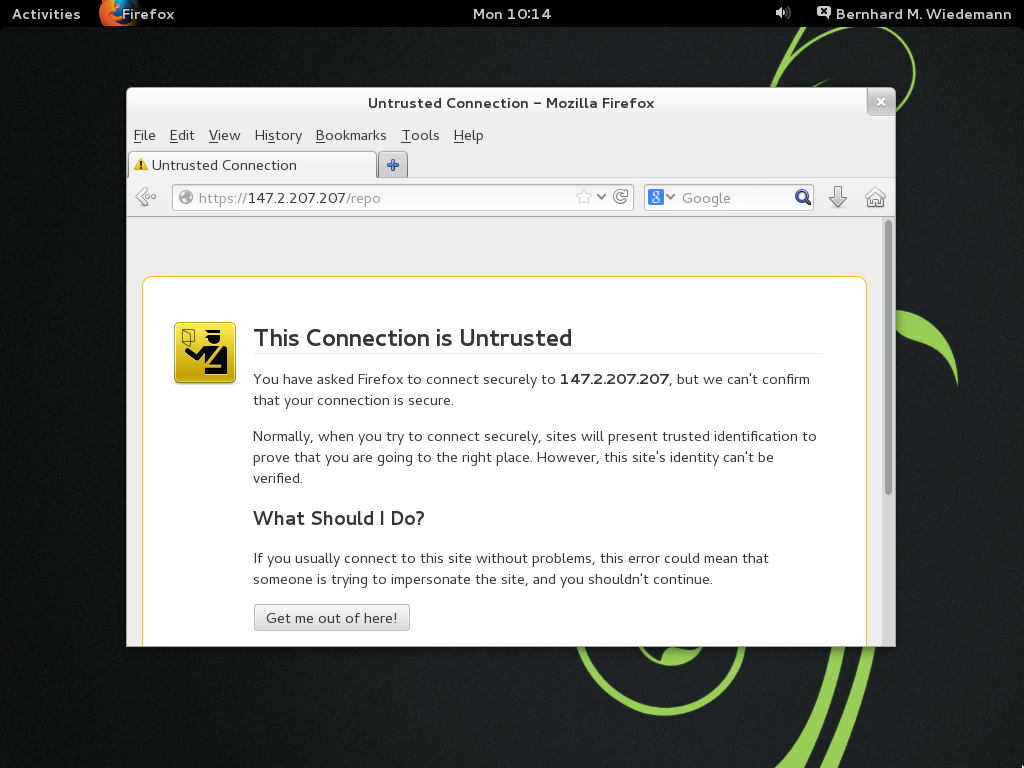 Activities Firefox Mon 10:14 Bernhard M. Wiedemann
Untrusted Connection - Mozilla Firefox
File Edit View History Bookmarks Tools Help
Untrusted Connection
https://147.2.207.207/repo 8 Google
This Connection is Untrusted
You have asked Firefox to connect securely to 147.2.207.207, but we can't confirm
that your connection is secure.
Normally, when you try to connect securely, sites will present trusted identification to
prove that you are going to the right place. However, this site's identity can't be
verified.
What Should I Do?
If you usually connect to this site without problems, this error could mean that
someone is trying to impersonate the site, and you shouldn't continue.
Get me out of here!